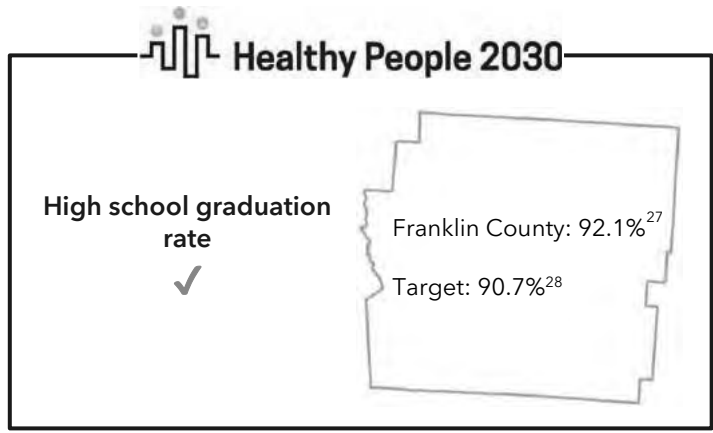 Healthy People 2030
High school graduation
rate
✓
Franklin County: 92.1%²⁷
Target: 90.7%²⁸